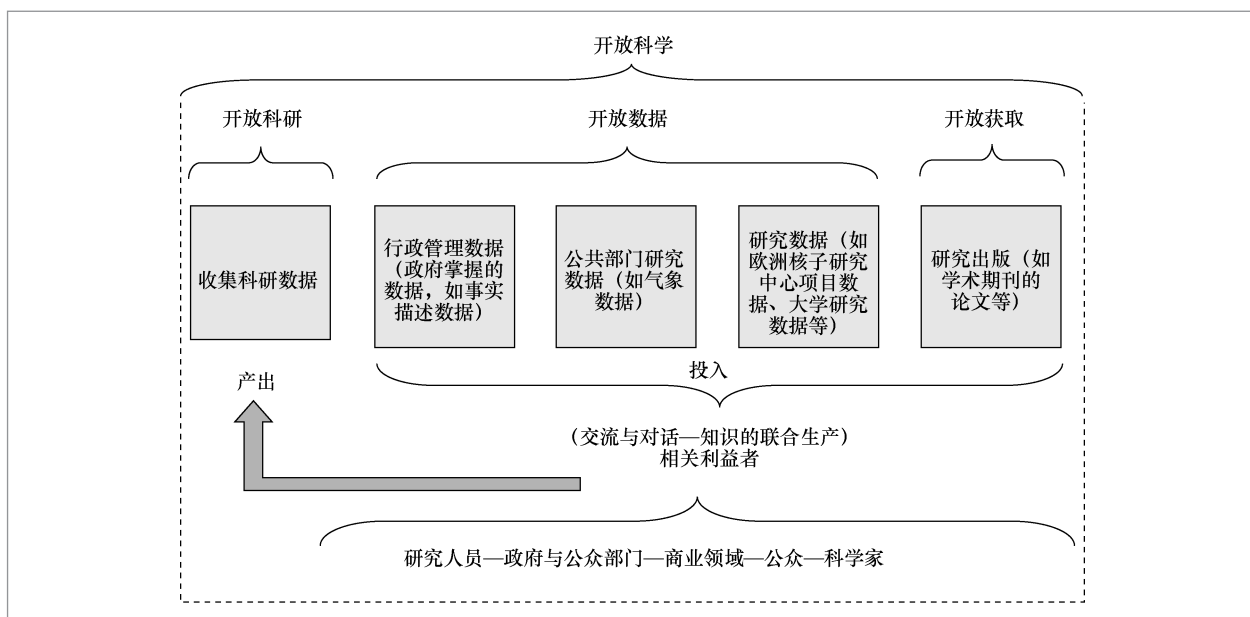 开放科学
开放科研
开放数据
开放获取
收集科研数据
行政管理数据
（政府掌握的
数据，如事实
描述数据）
公共部门研究
数据（如气象
数据）
研究数据（如
欧洲核子研究
中心项目数
据、大学研究
数据等）
研究出版（如
学术期刊的
论文等）
产出
投入
（交流与对话—知识的联合生产）
相关利益者
研究人员—政府与公众部门—商业领域—公众—科学家